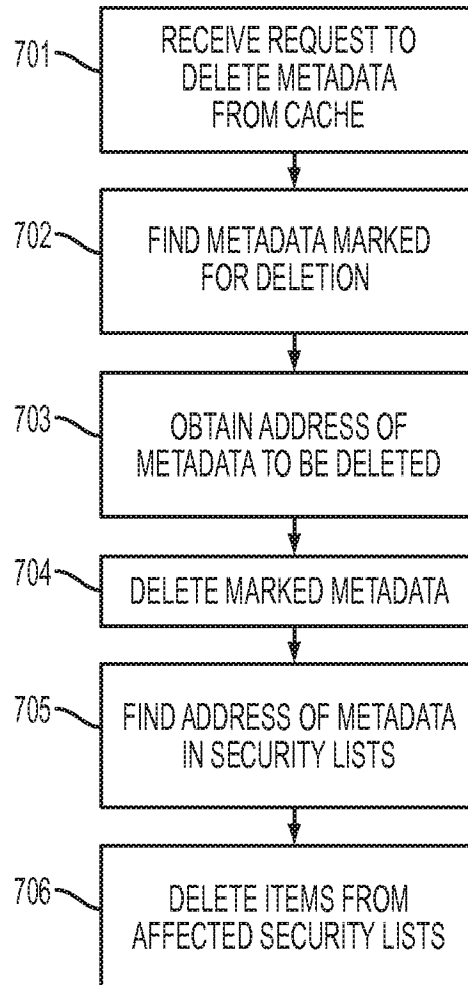 701
RECEIVE REQUEST TO
DELETE METADATA
FROM CACHE
702
FIND METADATA MARKED
FOR DELETION
703
OBTAIN ADDRESS OF
METADATA TO BE DELETED
704
DELETE MARKED METADATA
705
FIND ADDRESS OF METADATA
IN SECURITY LISTS
706
DELETE ITEMS FROM
AFFECTED SECURITY LISTS